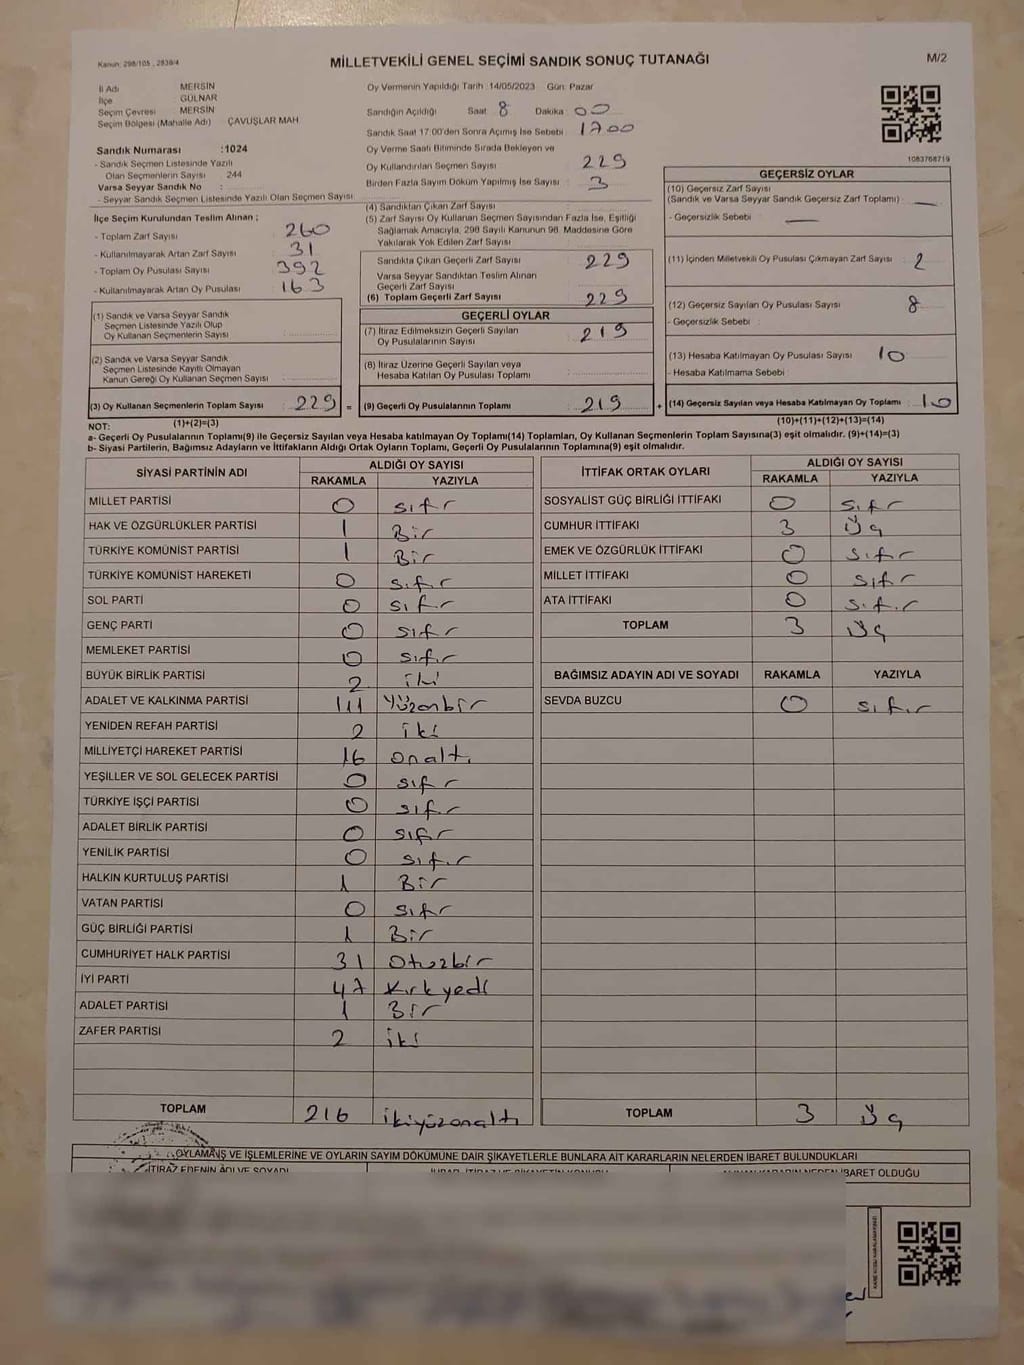 Kanun: 298/105 , 2839/4
MİLLETVEKİLİ GENEL SEÇİMİ SANDIK SONUÇ TUTANAĞI
M/2
İl Adı MERSİN
İlçe GÜLNAR
Seçim Çevresi MERSİN
Seçim Bölgesi (Mahalle Adı) ÇAVUŞLAR MAH
Sandık Numarası :1024
- Sandık Seçmen Listesinde Yazılı
Olan Seçmenlerin Sayısı 244
Varsa Seyyar Sandık No :
- Seyyar Sandık Seçmen Listesinde Yazılı Olan Seçmen Sayısı
Oy Vermenin Yapıldığı Tarih :14/05/2023 Gün: Pazar
Sandığın Açıldığı Saat 8 Dakika 00
Sandık Saat 17:00'den Sonra Açımış İse Sebebi : 1700
Oy Verme Saati Bitiminde Sırada Bekleyen ve
Oy Kullandırılan Seçmen Sayısı : 229
Birden Fazla Sayım Döküm Yapılmış İse Sayısı : 3
1083768719
İlçe Seçim Kurulundan Teslim Alınan ;
- Toplam Zarf Sayısı : 260
- Kullanılmayarak Artan Zarf Sayısı : 31
- Toplam Oy Pusulası Sayısı : 392
- Kullanılmayarak Artan Oy Pusulası : 163
(1) Sandık ve Varsa Seyyar Sandık
Seçmen Listesinde Yazılı Olup
Oy Kullanan Seçmenlerin Sayısı :
(2) Sandık ve Varsa Seyyar Sandık
Seçmen Listesinde Kayıtlı Olmayan
Kanun Gereği Oy Kullanan Seçmen Sayısı :
(3) Oy Kullanan Seçmenlerin Toplam Sayısı : 229 =
(1)+(2)=(3)
(4) Sandıktan Çıkan Zarf Sayısı :
(5) Zarf Sayısı Oy Kullanan Seçmen Sayısından Fazla İse, Eşitliği
Sağlamak Amacıyla, 298 Sayılı Kanunun 98. Maddesine Göre
Yakılarak Yok Edilen Zarf Sayısı :
Sandıkta Çıkan Geçerli Zarf Sayısı : 229
Varsa Seyyar Sandıktan Teslim Alınan
Geçerli Zarf Sayısı :
(6) Toplam Geçerli Zarf Sayısı : 229
GEÇERLİ OYLAR
(7) İtiraz Edilmeksizin Geçerli Sayılan
Oy Pusulalarının Sayısı : 219
(8) İtiraz Üzerine Geçerli Sayılan veya
Hesaba Katılan Oy Pusulası Toplamı :
(9) Geçerli Oy Pusulalarının Toplamı : 219 +
GEÇERSİZ OYLAR
(10) Geçersiz Zarf Sayısı
(Sandık ve Varsa Seyyar Sandık Geçersiz Zarf Toplamı) : —
- Geçersizlik Sebebi : —
(11) İçinden Milletvekili Oy Pusulası Çıkmayan Zarf Sayısı : 2
(12) Geçersiz Sayılan Oy Pusulası Sayısı : 8
- Geçersizlik Sebebi :
(13) Hesaba Katılmayan Oy Pusulası Sayısı : 10
- Hesaba Katılmama Sebebi :
(14) Geçersiz Sayılan veya Hesaba Katılmayan Oy Toplamı : 10
(10)+(11)+(12)+(13)=(14)
NOT:
a- Geçerli Oy Pusulalarının Toplamı(9) ile Geçersiz Sayılan veya Hesaba katılmayan Oy Toplamı(14) Toplamları, Oy Kullanan Seçmenlerin Toplam Sayısına(3) eşit olmalıdır. (9)+(14)=(3)
b- Siyasi Partilerin, Bağımsız Adayların ve İttifakların Aldığı Ortak Oyların Toplamı, Geçerli Oy Pusulalarının Toplamına(9) eşit olmalıdır.
SİYASİ PARTİNİN ADI ALDIĞI OY SAYISI
RAKAMLA YAZIYLA
MİLLET PARTİSİ 0 sıfır
HAK VE ÖZGÜRLÜKLER PARTİSİ 1 Bir
TÜRKİYE KOMÜNİST PARTİSİ 1 Bir
TÜRKİYE KOMÜNİST HAREKETİ 0 sıfır
SOL PARTİ 0 sıfır
GENÇ PARTİ 0 sıfır
MEMLEKET PARTİSİ 0 sıfır
BÜYÜK BİRLİK PARTİSİ 2 iki
ADALET VE KALKINMA PARTİSİ 111 Yüzonbir
YENİDEN REFAH PARTİSİ 2 iki
MİLLİYETÇİ HAREKET PARTİSİ 16 onaltı
YEŞİLLER VE SOL GELECEK PARTİSİ 0 sıfır
TÜRKİYE İŞÇİ PARTİSİ 0 sıfır
ADALET BİRLİK PARTİSİ 0 sıfır
YENİLİK PARTİSİ 0 sıfır
HALKIN KURTULUŞ PARTİSİ 1 Bir
VATAN PARTİSİ 0 sıfır
GÜÇ BİRLİĞİ PARTİSİ 1 Bir
CUMHURİYET HALK PARTİSİ 31 Otuzbir
İYİ PARTİ 47 Kırkyedi
ADALET PARTİSİ 1 Bir
ZAFER PARTİSİ 2 iki
TOPLAM 216 ikiyüzonaltı
İTTİFAK ORTAK OYLARI ALDIĞI OY SAYISI
RAKAMLA YAZIYLA
SOSYALİST GÜÇ BİRLİĞİ İTTİFAKI 0 sıfır
CUMHUR İTTİFAKI 3 Üç
EMEK VE ÖZGÜRLÜK İTTİFAKI 0 sıfır
MİLLET İTTİFAKI 0 sıfır
ATA İTTİFAKI 0 sıfır
TOPLAM 3 Üç
BAĞIMSIZ ADAYIN ADI VE SOYADI RAKAMLA YAZIYLA
SEVDA BUZCU 0 sıfır
TOPLAM 3 Üç
OYLAMA İŞ VE İŞLEMLERİNE VE OYLARIN SAYIM DÖKÜMÜNE DAİR ŞİKAYETLERLE BUNLARA AİT KARARLARIN NELERDEN İBARET BULUNDUKLARI
İTİRAZ EDENİN ADI VE SOYADI
İBARET OLDUĞU